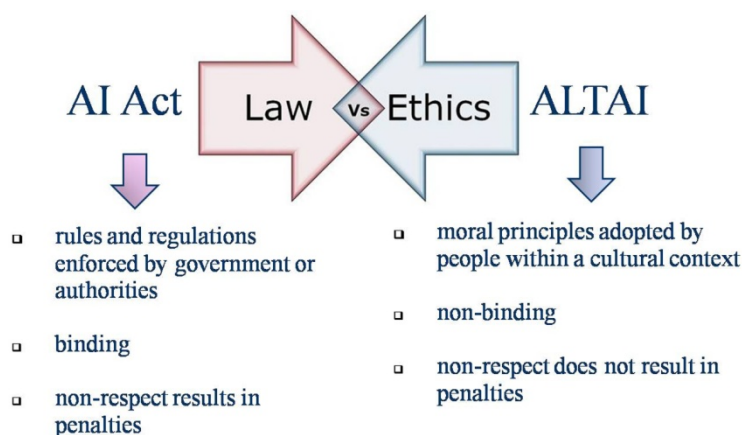 AI Act
Law
Vs
Ethics
ALTAI
rules and regulations
enforced by government or
authorities
binding
non-respect results in
penalties
moral principles adopted by
people within a cultural context
non-binding
non-respect does not result in
penalties